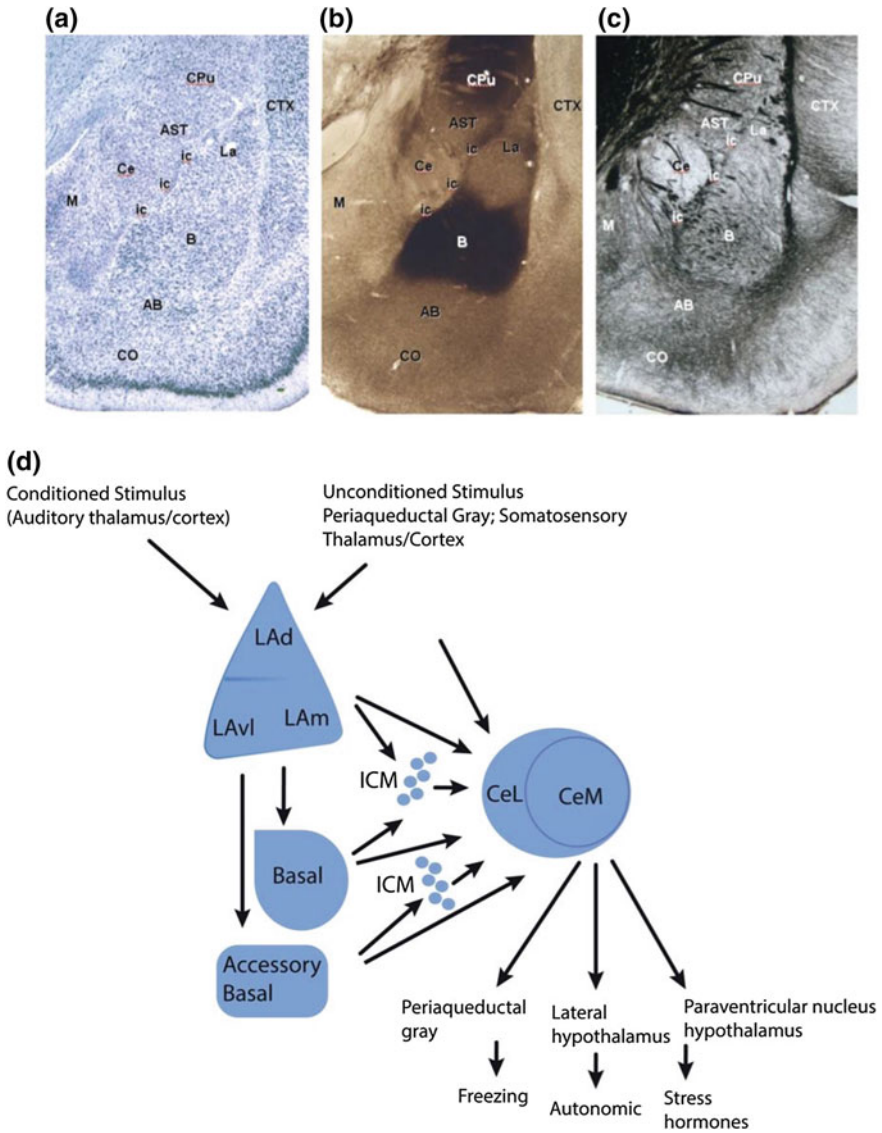 (a)
CPu
CTX
AST
La
ic
Ce
ic
M
ic
B
AB
CO
(b)
CPu
CTX
AST
ic
La
Ce
ic
M
ic
B
AB
CO
(c)
CPu
CTX
AST
La
ic
Ce
ic
ic
M
B
AB
CO
(d)
Conditioned Stimulus
(Auditory thalamus/cortex)
Unconditioned Stimulus
Periaqueductal Gray; Somatosensory
Thalamus/Cortex
LAd
LAvl
LAm
ICM
CeL
CeM
Basal
ICM
Accessory
Basal
Periaqueductal
gray
Lateral
hypothalamus
Paraventricular nucleus
hypothalamus
Freezing
Autonomic
Stress
hormones